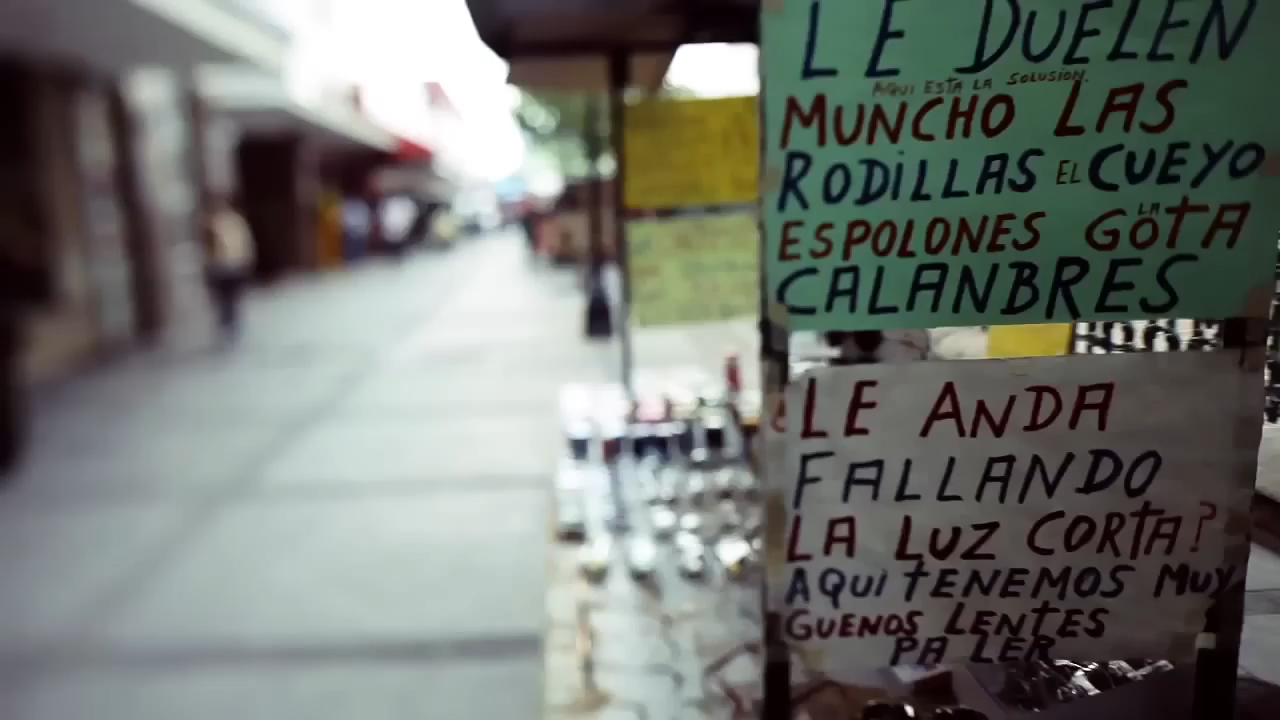 LE DUELEN
AQUI ESTA LA SOLUSION.
MUNCHO LAS
RODILLAS EL CUEYO
ESPOLONES LA GOTA
CALANBRES
¿LE ANDA
FALLANDO
LA LUZ CORTA?
AQUI TENEMOS MUY
GUENOS LENTES
PA LER